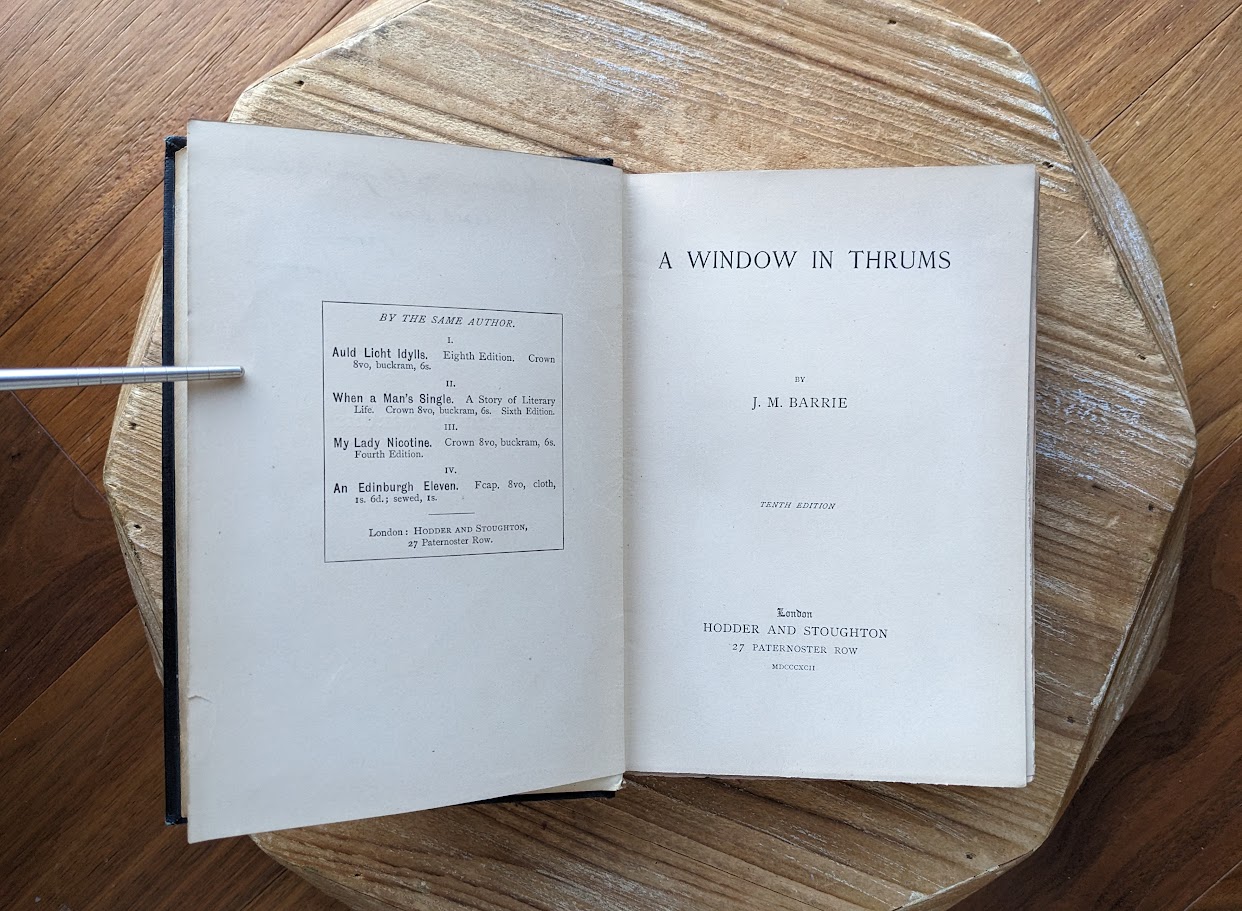 BY THE SAME AUTHOR.
I.
Auld Licht Idylls. Eighth Edition. Crown
8vo, buckram, 6s.
II.
When a Man's Single. A Story of Literary
Life. Crown 8vo, buckram, 6s. Sixth Edition.
III.
My Lady Nicotine. Crown 8vo, buckram, 6s.
Fourth Edition.
IV.
An Edinburgh Eleven. Fcap. 8vo, cloth,
1s. 6d.; sewed, 1s.
London: HODDER AND STOUGHTON,
27 Paternoster Row.
A WINDOW IN THRUMS
BY
J. M. BARRIE
TENTH EDITION
London
HODDER AND STOUGHTON
27 PATERNOSTER ROW
MDCCCXCII